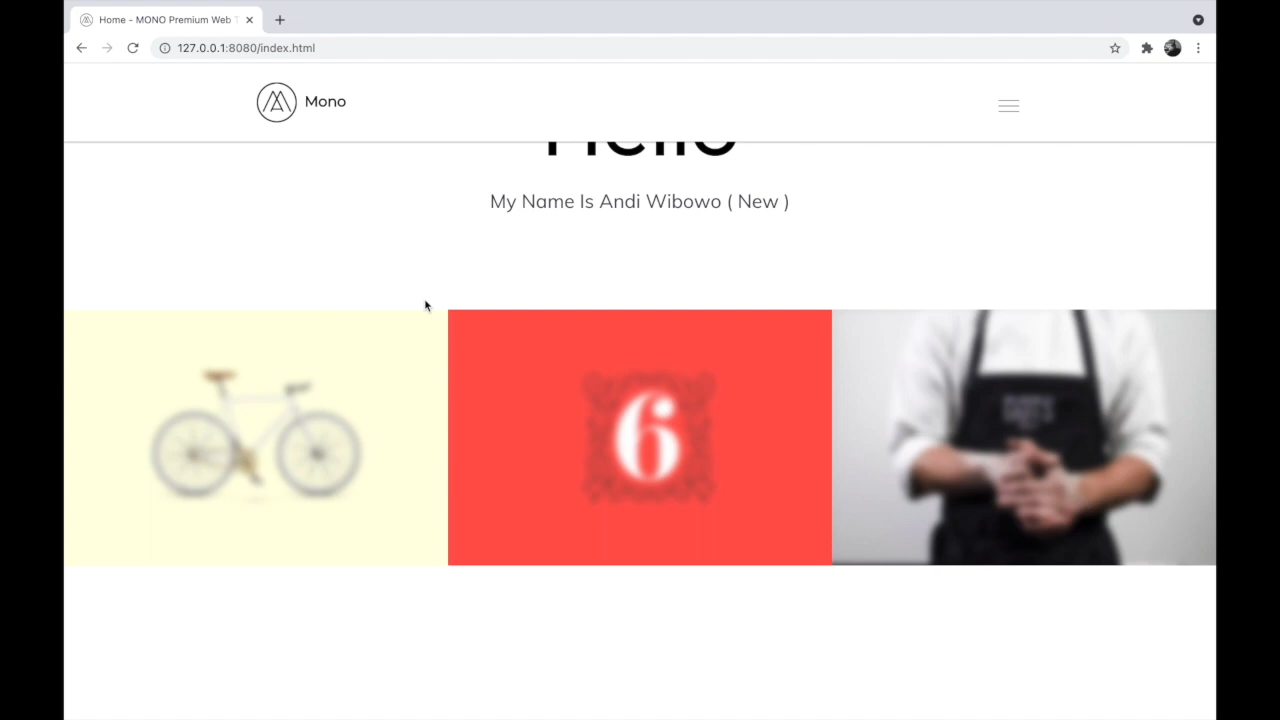 Home - MONO Premium Web T
127.0.0.1:8080/index.html
Mono
Hello
My Name Is Andi Wibowo ( New )
6